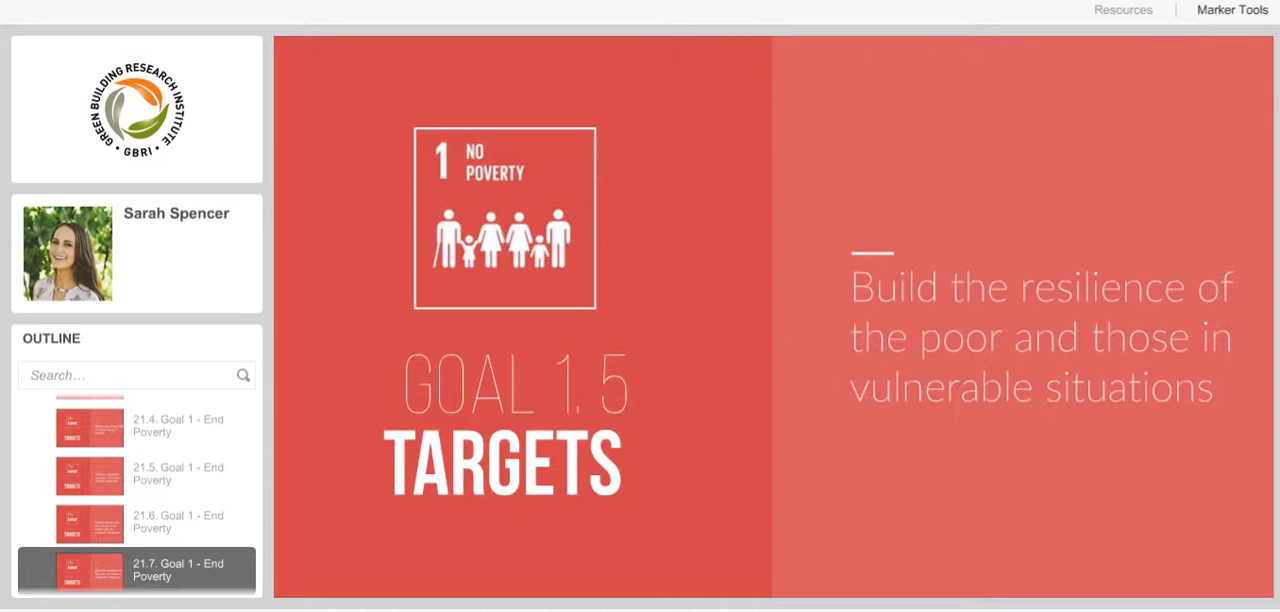 Resources
Marker Tools
GREEN BUILDING RESEARCH INSTITUTE
• GBRI •
Sarah Spencer
OUTLINE
Search...
21.4. Goal 1 - End
Poverty
21.5. Goal 1 - End
Poverty
21.6. Goal 1 - End
Poverty
21.7. Goal 1 - End
Poverty
1 NO
POVERTY
GOAL 1.5
TARGETS
Build the resilience of
the poor and those in
vulnerable situations